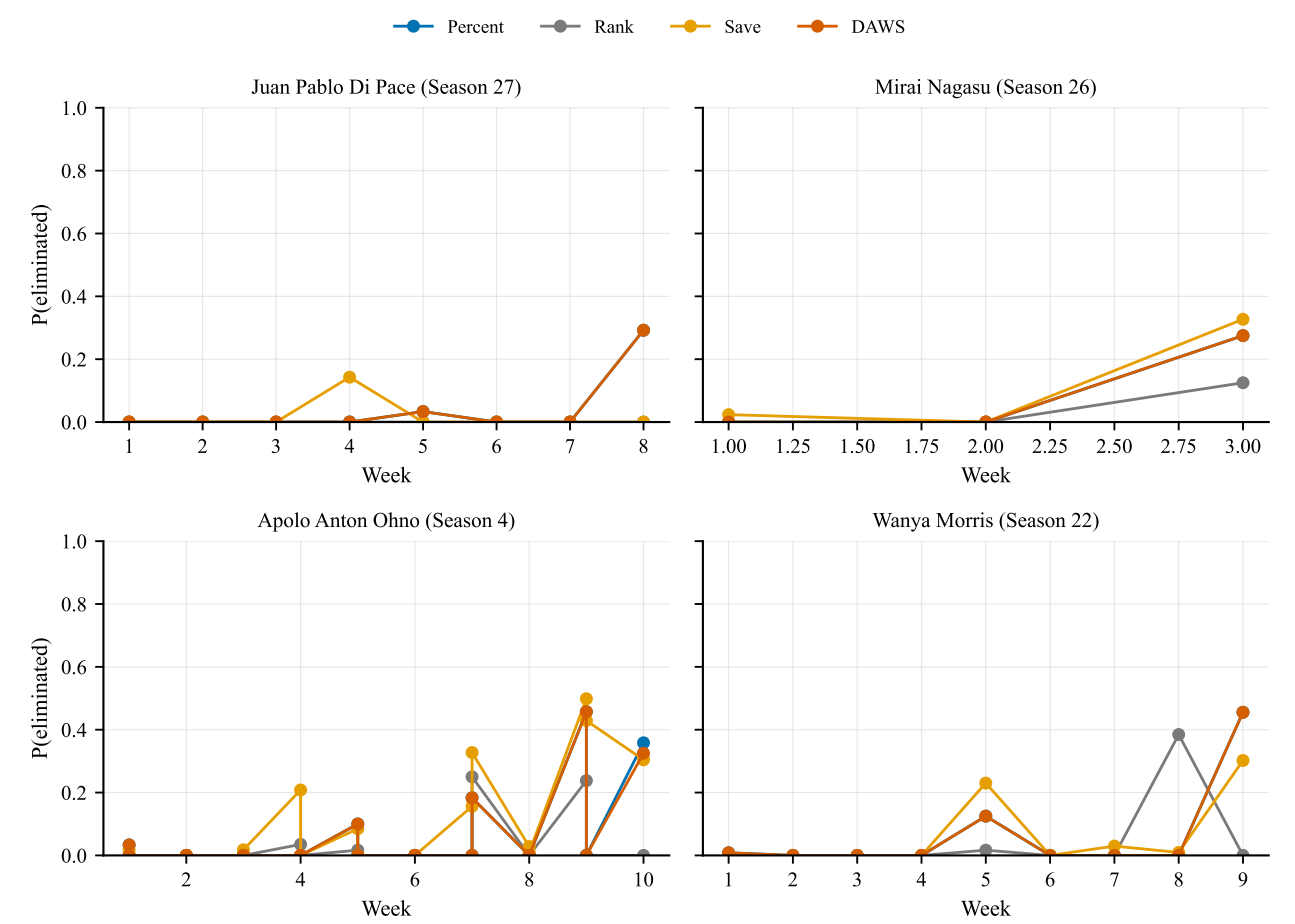 Percent Rank Save DAWS
Juan Pablo Di Pace (Season 27) Mirai Nagasu (Season 26)
P(eliminated)
1.0
0.8
0.6
0.4
0.2
0.0
1 2 3 4 5 6 7 8
1.00 1.25 1.50 1.75 2.00 2.25 2.50 2.75 3.00
Week Week
Apolo Anton Ohno (Season 4) Wanya Morris (Season 22)
P(eliminated)
1.0
0.8
0.6
0.4
0.2
0.0
2 4 6 8 10
1 2 3 4 5 6 7 8 9
Week Week